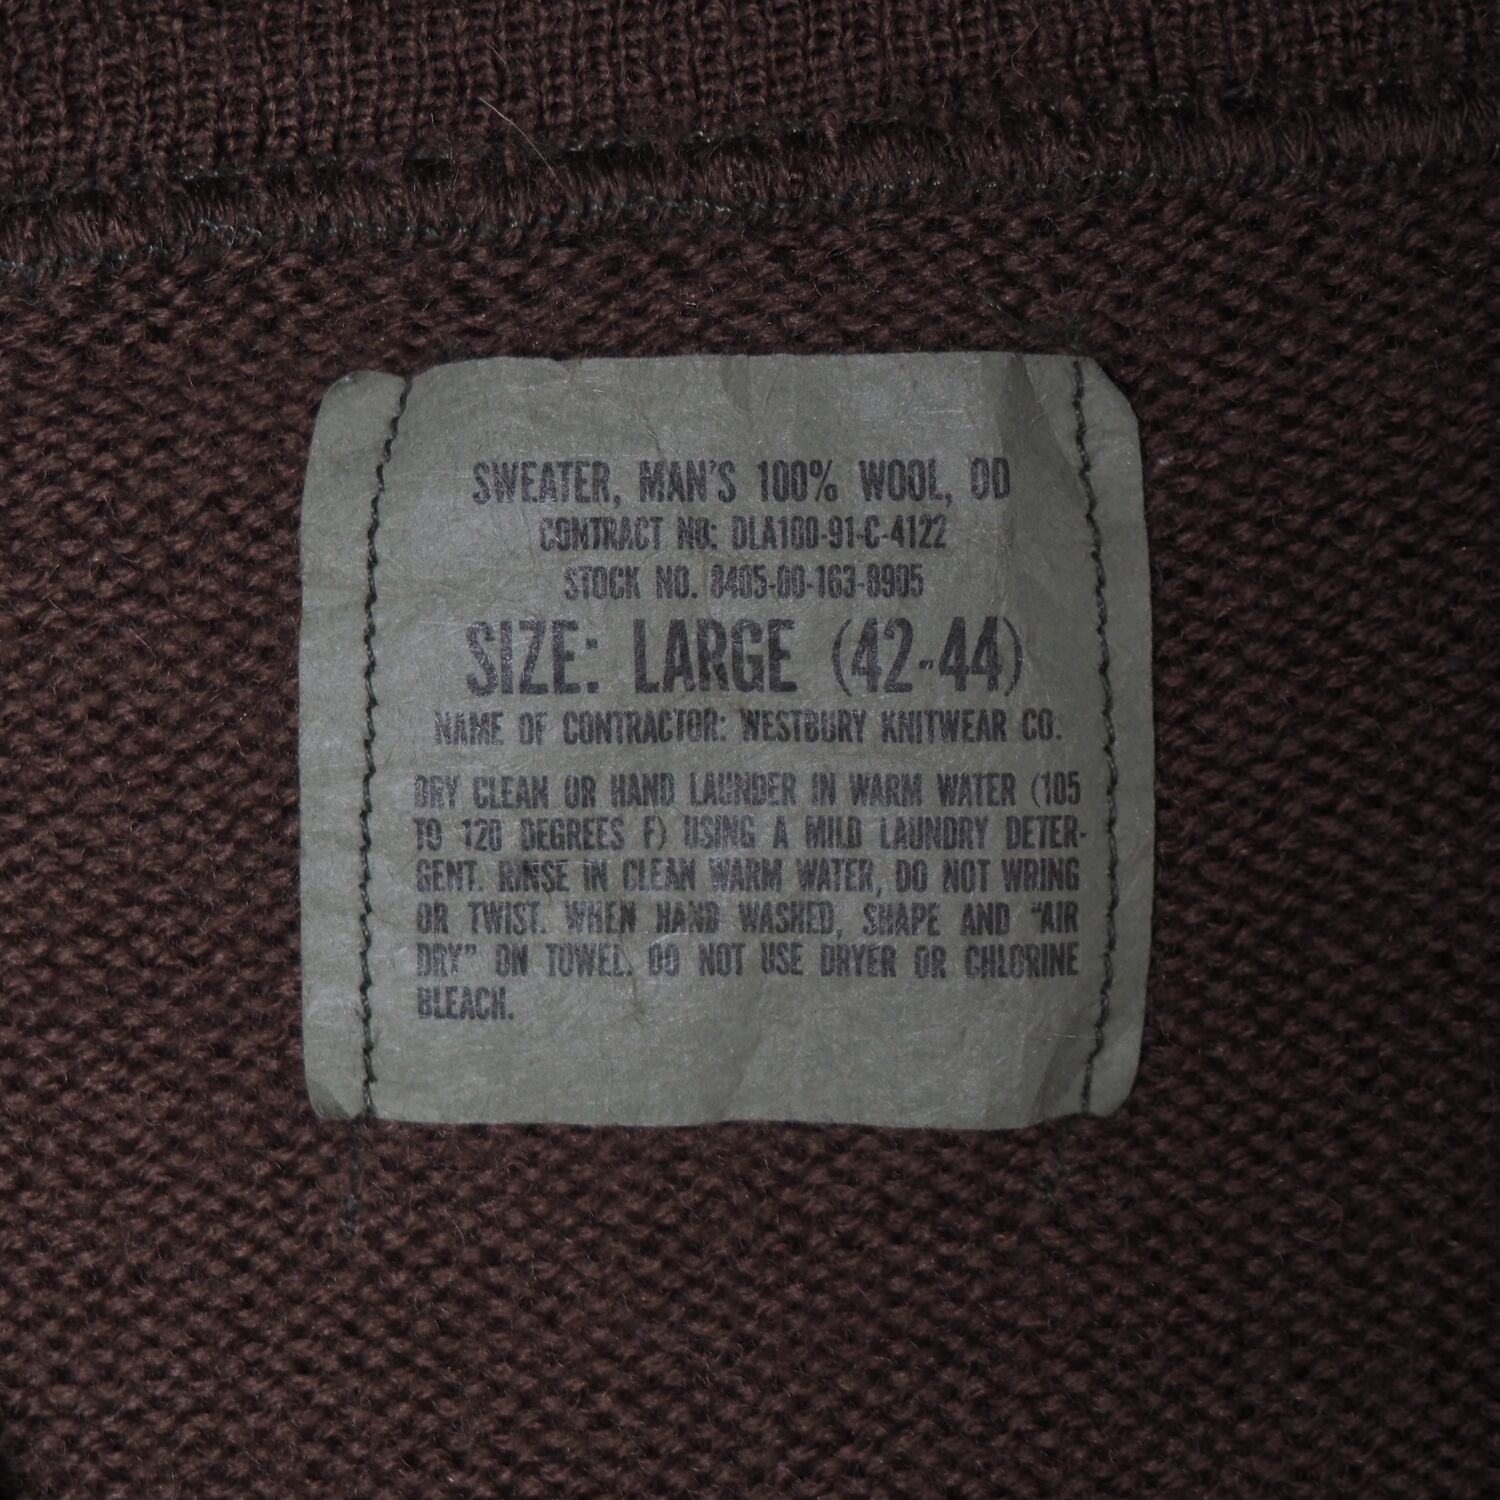 SWEATER, MAN'S 100% WOOL, OD
CONTRACT NO: DLA100-91-C-4122
STOCK NO. 8405-00-163-8905
SIZE: LARGE (42-44)
NAME OF CONTRACTOR: WESTBURY KNITWEAR CO.
DRY CLEAN OR HAND LAUNDER IN WARM WATER (105
TO 120 DEGREES F) USING A MILD LAUNDRY DETER-
GENT. RINSE IN CLEAN WARM WATER, DO NOT WRING
OR TWIST. WHEN HAND WASHED, SHAPE AND “AIR
DRY” ON TOWEL. DO NOT USE DRYER OR CHLORINE
BLEACH.